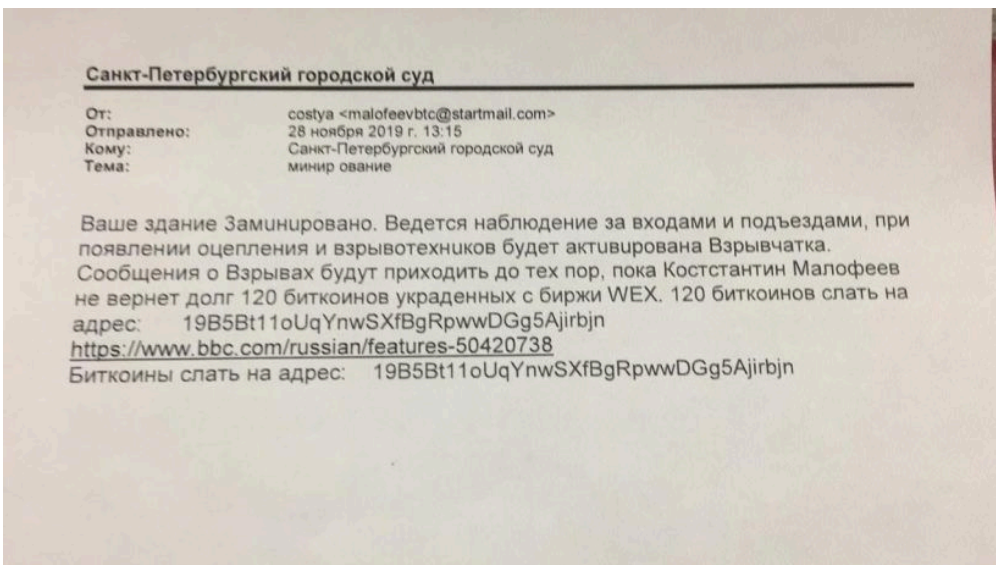 Санкт-Петербургский городской суд
От: costya <malofeevbtc@startmail.com>
Отправлено: 28 ноября 2019 г. 13:15
Кому: Санкт-Петербургский городской суд
Тема: минир ование
Ваше здание Заминировано. Ведется наблюдение за входами и подъездами, при
появлении оцепления и взрывотехников будет активирована Взрывчатка.
Сообщения о Взрывах будут приходить до тех пор, пока Костстантин Малофеев
не вернет долг 120 биткоинов украденных с биржи WEX. 120 биткоинов слать на
адрес: 19B5Bt11oUqYnwSXfBgRpwwDGg5Ajirbjn
https://www.bbc.com/russian/features-50420738
Биткоины слать на адрес: 19B5Bt11oUqYnwSXfBgRpwwDGg5Ajirbjn